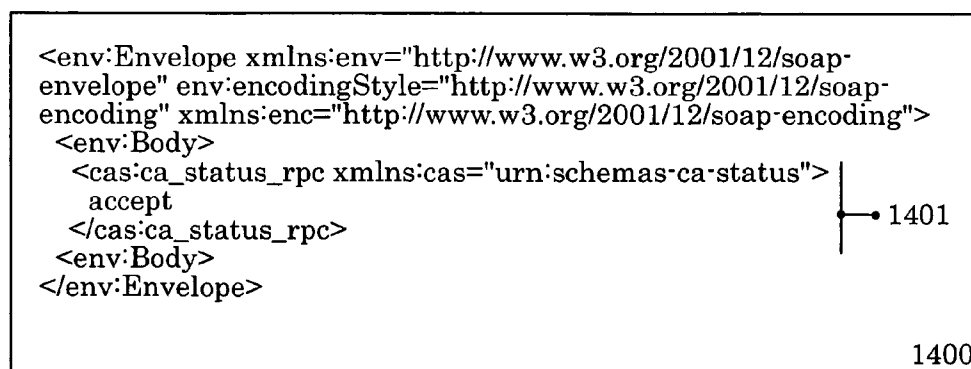 <env:Envelope xmlns:env="http://www.w3.org/2001/12/soap-
envelope" env:encodingStyle="http://www.w3.org/2001/12/soap-
encoding" xmlns:enc="http://www.w3.org/2001/12/soap-encoding">
<env:Body>
<cas:ca_status_rpc xmlns:cas="urn:schemas-ca-status">
accept
</cas:ca_status_rpc>
<env:Body>
</env:Envelope>
1401
1400